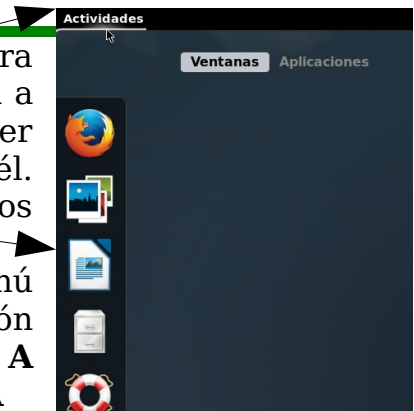 Actividades
Ventanas Aplicaciones
ra
a
er
él.
os
nú
ón
A